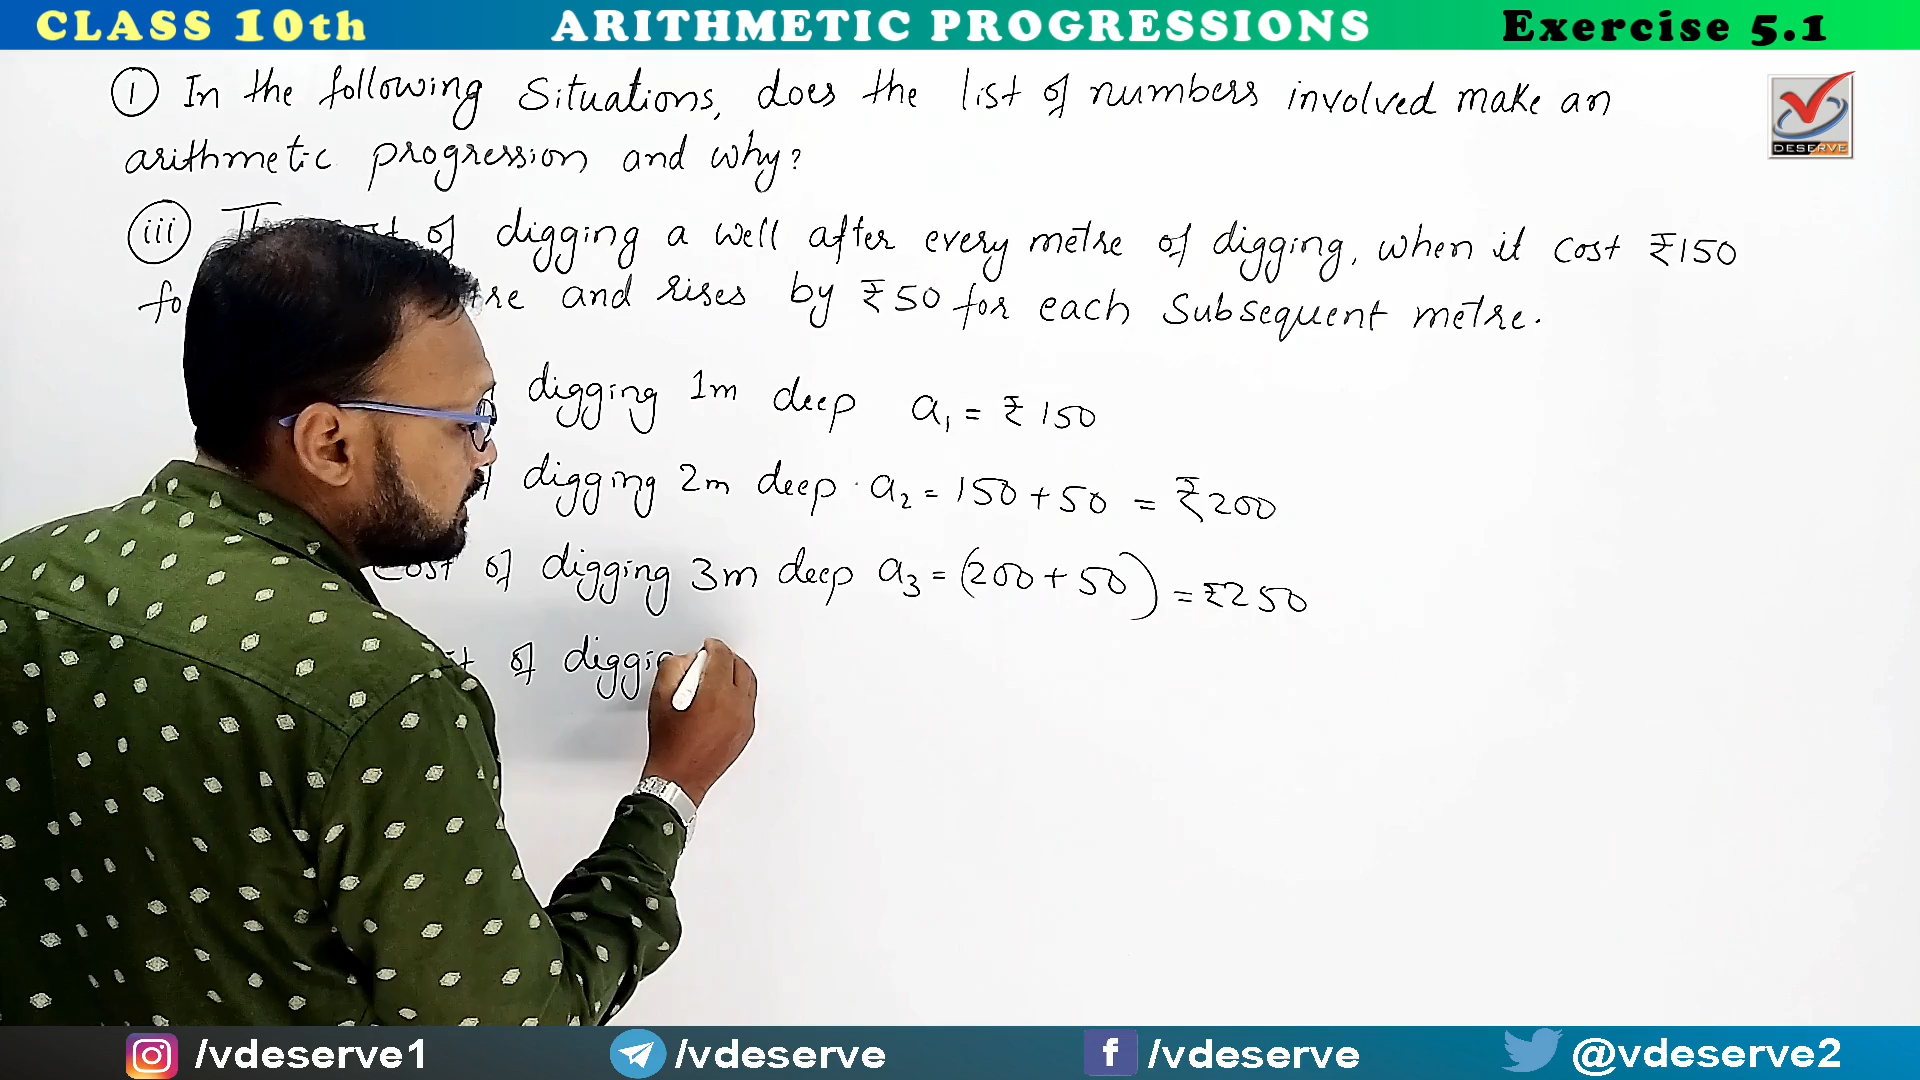 CLASS 10th ARITHMETIC PROGRESSIONS Exercise 5.1
① In the following Situations, does the list of numbers involved make an
DESERVE
arithmetic progression and why?
(iii) of digging a well after every metre of digging, when it cost ₹150
and rises by ₹50 for each Subsequent metre.
digging 1m deep a₁ = ₹150
digging 2m deep . a₂ = 150 + 50 = ₹200
Cost of digging 3m deep a₃ = (200 + 50) = ₹250
of
/vdeserve1 /vdeserve /vdeserve @vdeserve2